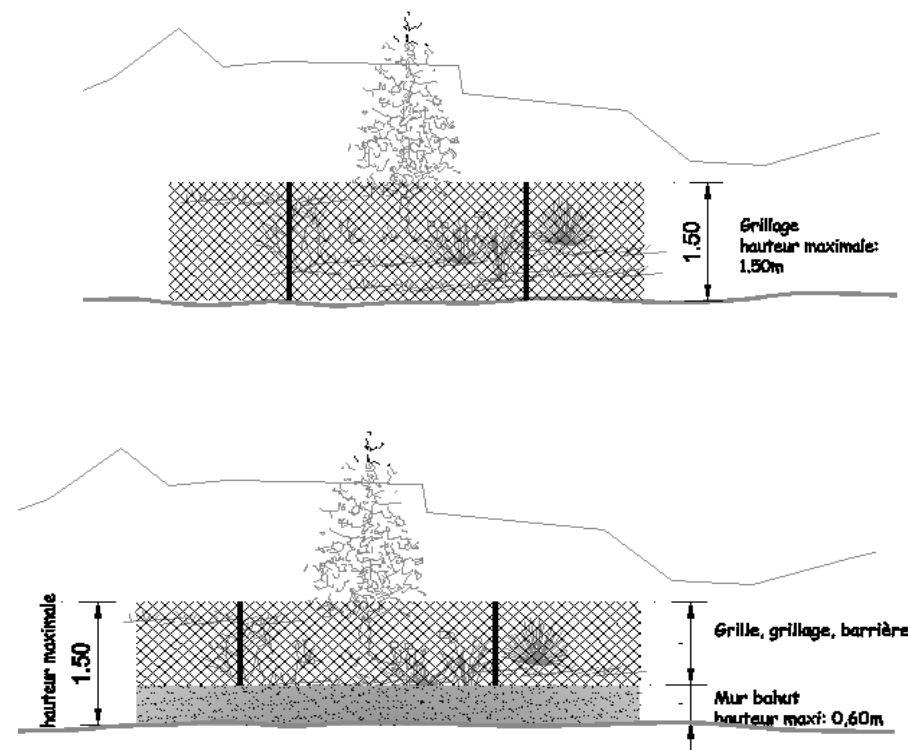 1.50
Grillage
hauteur maximale:
1.50m
hauteur maximale
1.50
Grille, grillage, barrière
Mur bahut
hauteur maxi: 0,60m